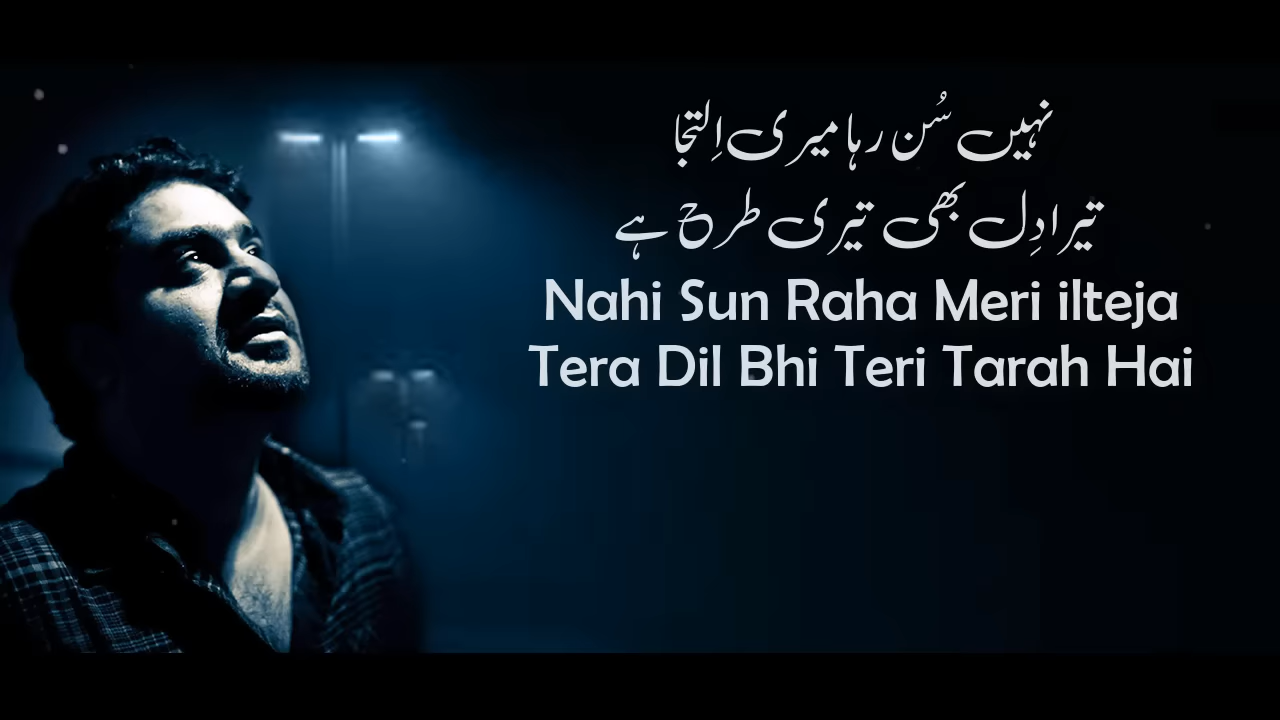 نہیں سُن رہا میری اِلتجا
تیرا دِل بھی تیری طرح ہے
Nahi Sun Raha Meri ilteja
Tera Dil Bhi Teri Tarah Hai